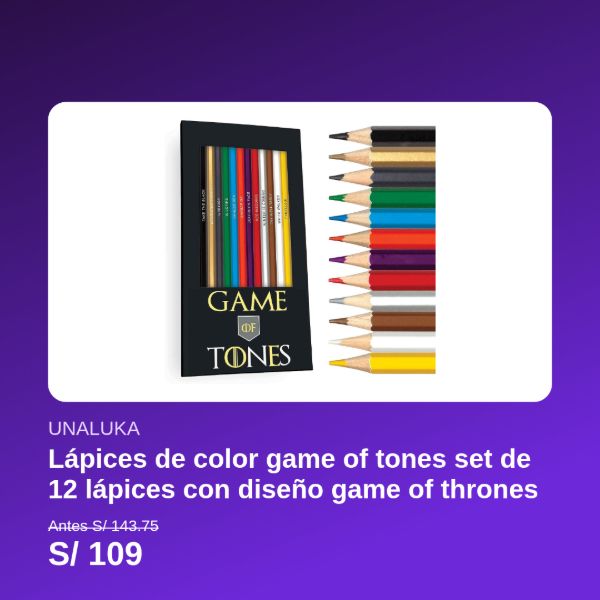 GAME
OF
TONES
UNALUKA
Lápices de color game of tones set de
12 lápices con diseño game of thrones
Antes S/ 143.75
S/ 109